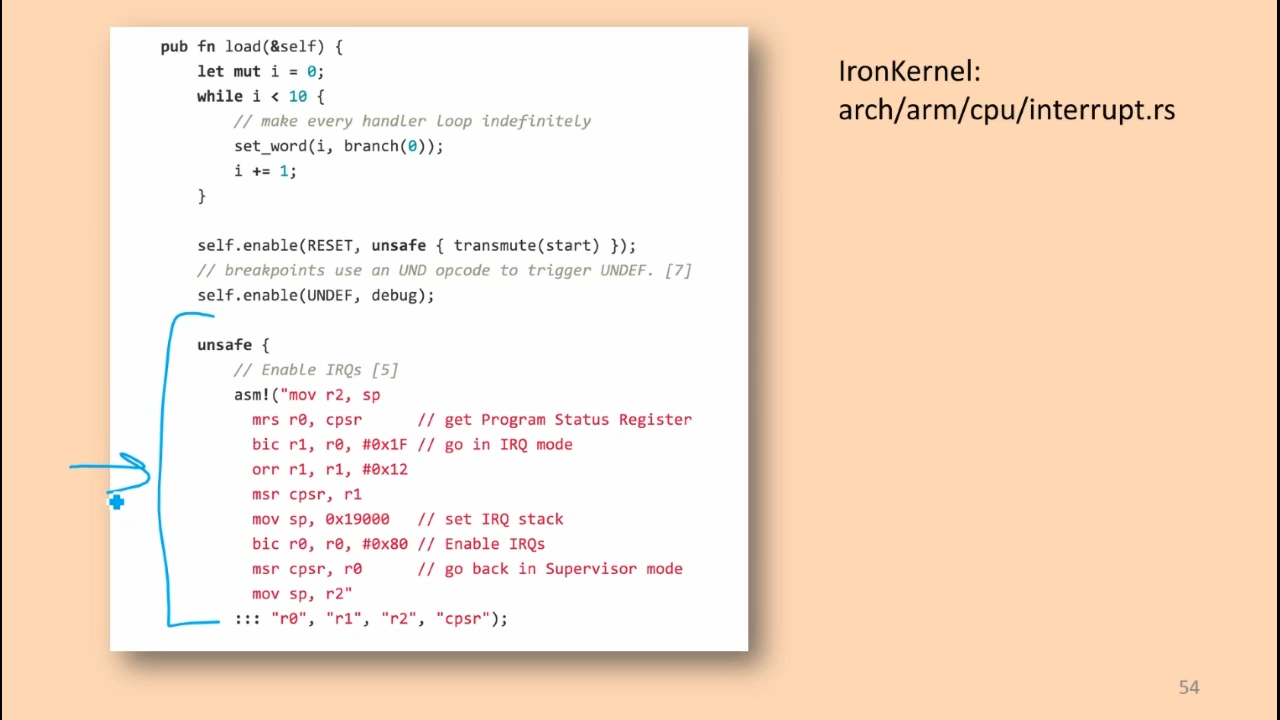 pub fn load(&self) {
let mut i = 0;
while i < 10 {
// make every handler loop indefinitely
set_word(i, branch(0));
i += 1;
}
self.enable(RESET, unsafe { transmute(start) });
// breakpoints use an UND opcode to trigger UNDEF. [7]
self.enable(UNDEF, debug);
unsafe {
// Enable IRQs [5]
asm!("mov r2, sp
mrs r0, cpsr // get Program Status Register
bic r1, r0, #0x1F // go in IRQ mode
orr r1, r1, #0x12
msr cpsr, r1
mov sp, 0x19000 // set IRQ stack
bic r0, r0, #0x80 // Enable IRQs
msr cpsr, r0 // go back in Supervisor mode
mov sp, r2"
::: "r0", "r1", "r2", "cpsr");
IronKernel:
arch/arm/cpu/interrupt.rs
54